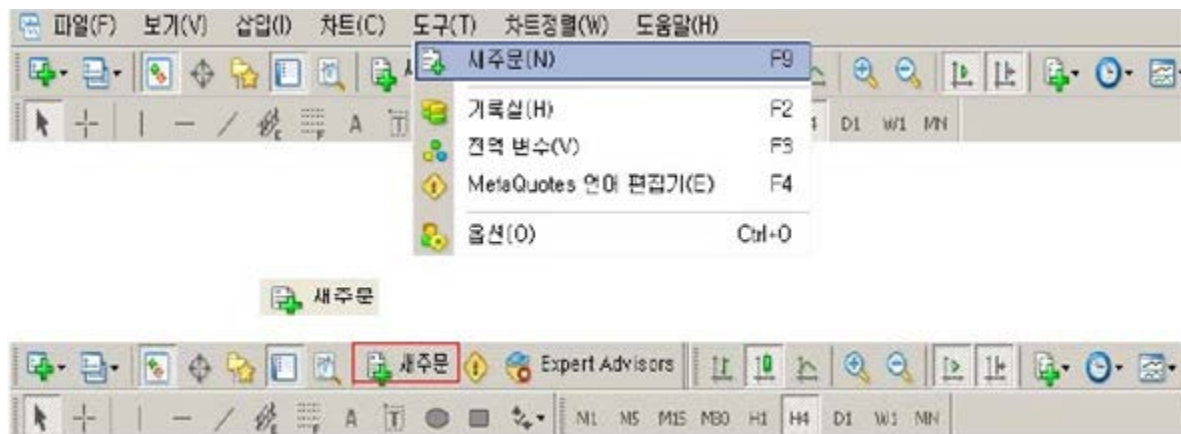 파일(F) 보기(V) 삽입(I) 차트(C) 도구(T) 차트정렬(W) 도움말(H)
새주문(N) F9
기록실(H) F2
전역 변수(V) F3
MetaQuotes 언어 편집기(E) F4
옵션(O) Ctrl+O
A T D1 W1 MN
새주문
새주문 Expert Advisors
A T M1 M5 M15 M30 H1 H4 D1 W1 MN